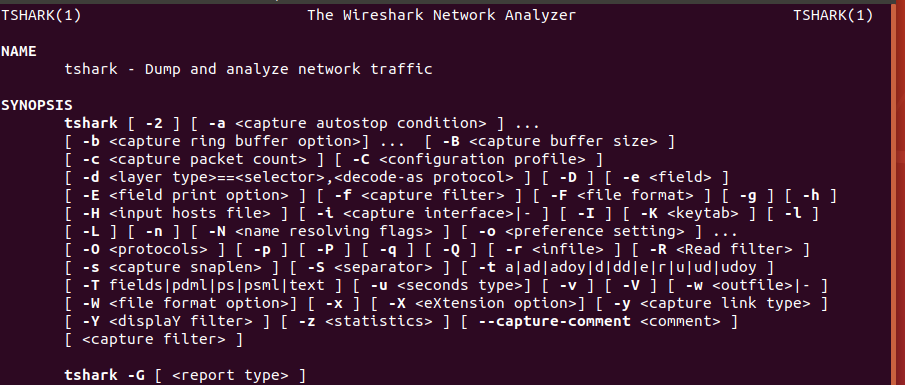 TSHARK(1) The Wireshark Network Analyzer TSHARK(1)
NAME
tshark - Dump and analyze network traffic
SYNOPSIS
tshark [ -2 ] [ -a <capture autostop condition> ] ...
[ -b <capture ring buffer option>] ... [ -B <capture buffer size> ]
[ -c <capture packet count> ] [ -C <configuration profile> ]
[ -d <layer type>==<selector>,<decode-as protocol> ] [ -D ] [ -e <field> ]
[ -E <field print option> ] [ -f <capture filter> ] [ -F <file format> ] [ -g ] [ -h ]
[ -H <input hosts file> ] [ -i <capture interface>|- ] [ -I ] [ -K <keytab> ] [ -l ]
[ -L ] [ -n ] [ -N <name resolving flags> ] [ -o <preference setting> ] ...
[ -O <protocols> ] [ -p ] [ -P ] [ -q ] [ -Q ] [ -r <infile> ] [ -R <Read filter> ]
[ -s <capture snaplen> ] [ -S <separator> ] [ -t a|ad|adoy|d|dd|e|r|u|ud|udoy ]
[ -T fields|pdml|ps|psml|text ] [ -u <seconds type>] [ -v ] [ -V ] [ -w <outfile>|- ]
[ -W <file format option>] [ -x ] [ -X <eXtension option>] [ -y <capture link type> ]
[ -Y <displaY filter> ] [ -z <statistics> ] [ --capture-comment <comment> ]
[ <capture filter> ]
tshark -G [ <report type> ]